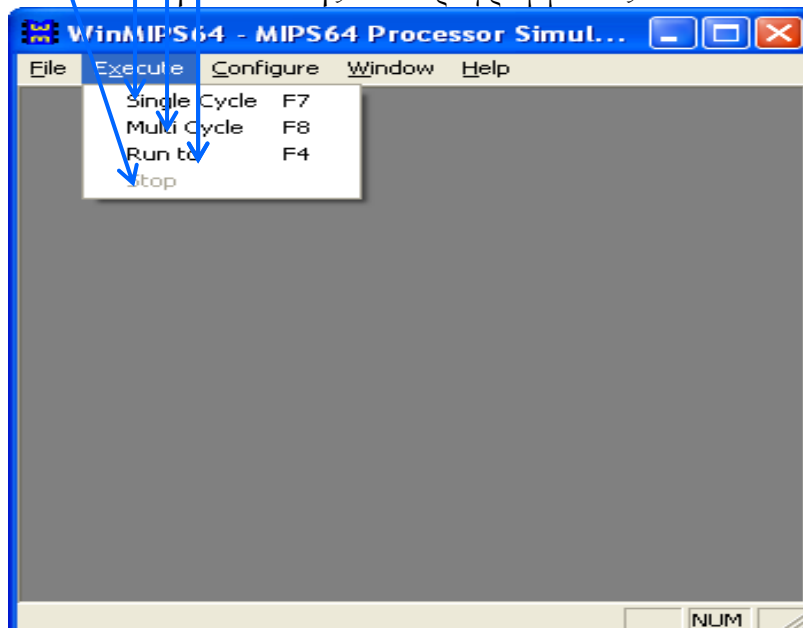 WinMIPS64 - MIPS64 Processor Simul...
File Execute Configure Window Help
Single Cycle F7
Multi Cycle F8
Run to F4
Stop
NUM